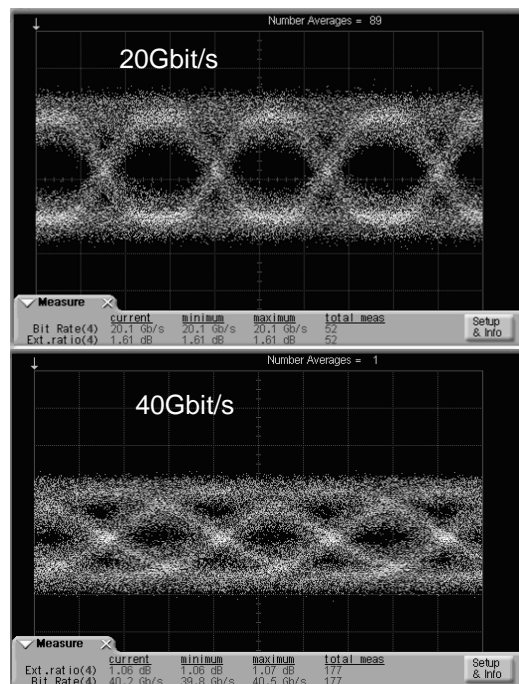 Number Averages = 89
20Gbit/s
Measure
current minimum maximum total meas
Bit Rate(4) 20.1 Gb/s 20.1 Gb/s 20.1 Gb/s 52
Ext.ratio(4) 1.61 dB 1.61 dB 1.61 dB 52
Setup
& Info
Number Averages = 1
40Gbit/s
Measure
current minimum maximum total meas
Ext.ratio(4) 1.06 dB 1.06 dB 1.07 dB 177
Bit Rate(4) 40.2 Gb/s 39.8 Gb/s 40.5 Gb/s 177
Setup
& Info